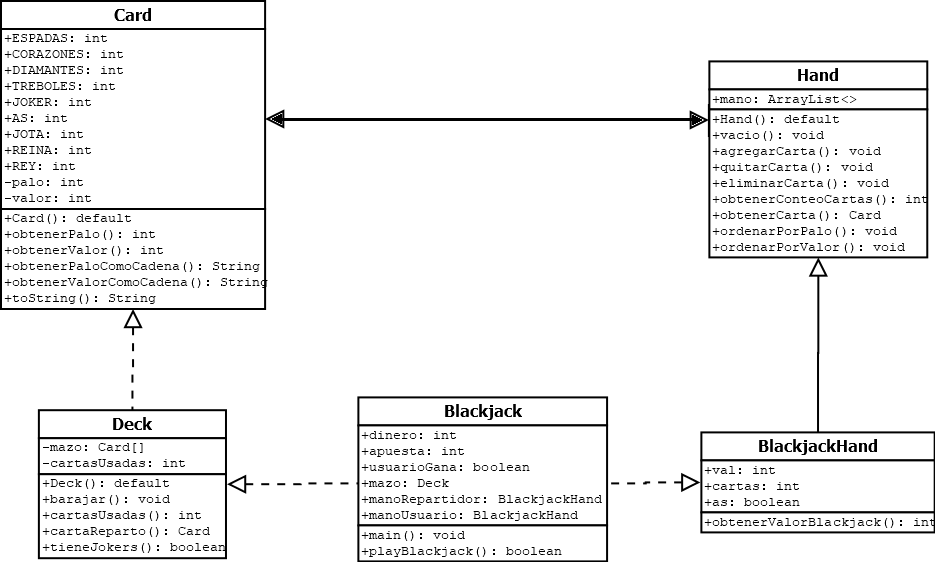 Card
+ESPADAS: int
+CORAZONES: int
+DIAMANTES: int
+TREBOLES: int
+JOKER: int
+AS: int
+JOTA: int
+REINA: int
+REY: int
-palo: int
-valor: int
+Card(): default
+obtenerPalo(): int
+obtenerValor(): int
+obtenerPaloComoCadena(): String
+obtenerValorComoCadena(): String
+toString(): String
Hand
+mano: ArrayList<>
+Hand(): default
+vacio(): void
+agregarCarta(): void
+quitarCarta(): void
+eliminarCarta(): void
+obtenerConteoCartas(): int
+obtenerCarta(): Card
+ordenarPorPalo(): void
+ordenarPorValor(): void
Deck
-mazo: Card[]
-cartasUsadas: int
+Deck(): default
+barajar(): void
+cartasUsadas(): int
+cartaReparto(): Card
+tieneJokers(): boolean
Blackjack
+dinero: int
+apuesta: int
+usuarioGana: boolean
+mazo: Deck
+manoRepartidor: BlackjackHand
+manoUsuario: BlackjackHand
+main(): void
+playBlackjack(): boolean
BlackjackHand
+val: int
+cartas: int
+as: boolean
+obtenerValorBlackjack(): int